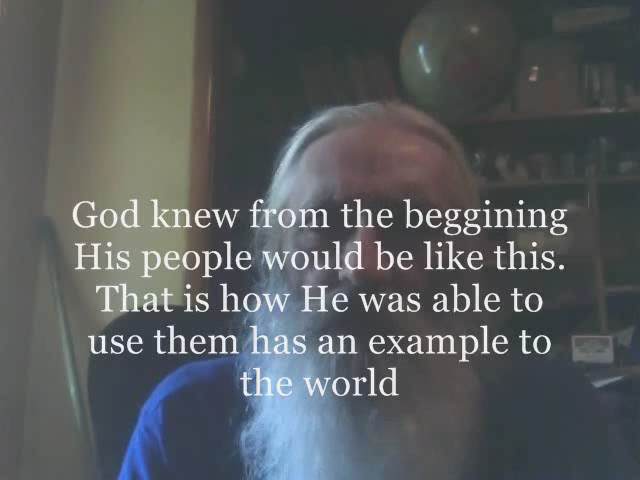 God knew from the beggining
His people would be like this.
That is how He was able to
use them has an example to
the world